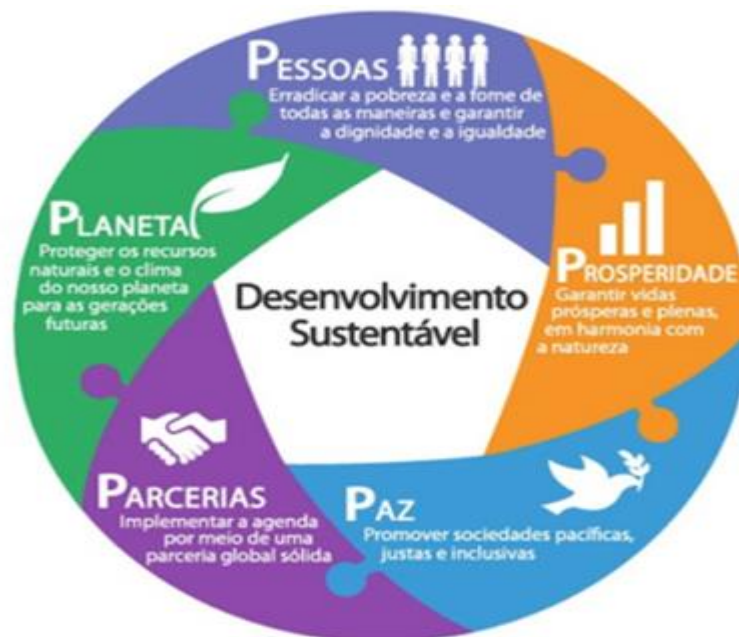 PESSOAS
Erradicar a pobreza e a fome de
todas as maneiras e garantir
a dignidade e a igualdade
PROSPERIDADE
Garantir vidas
prósperas e plenas,
em harmonia com
a natureza
PAZ
Promover sociedades pacíficas,
justas e inclusivas
PARCERIAS
Implementar a agenda
por meio de uma
parceria global sólida
PLANETA
Proteger os recursos
naturais e o clima
do nosso planeta
para as gerações
futuras
Desenvolvimento
Sustentável